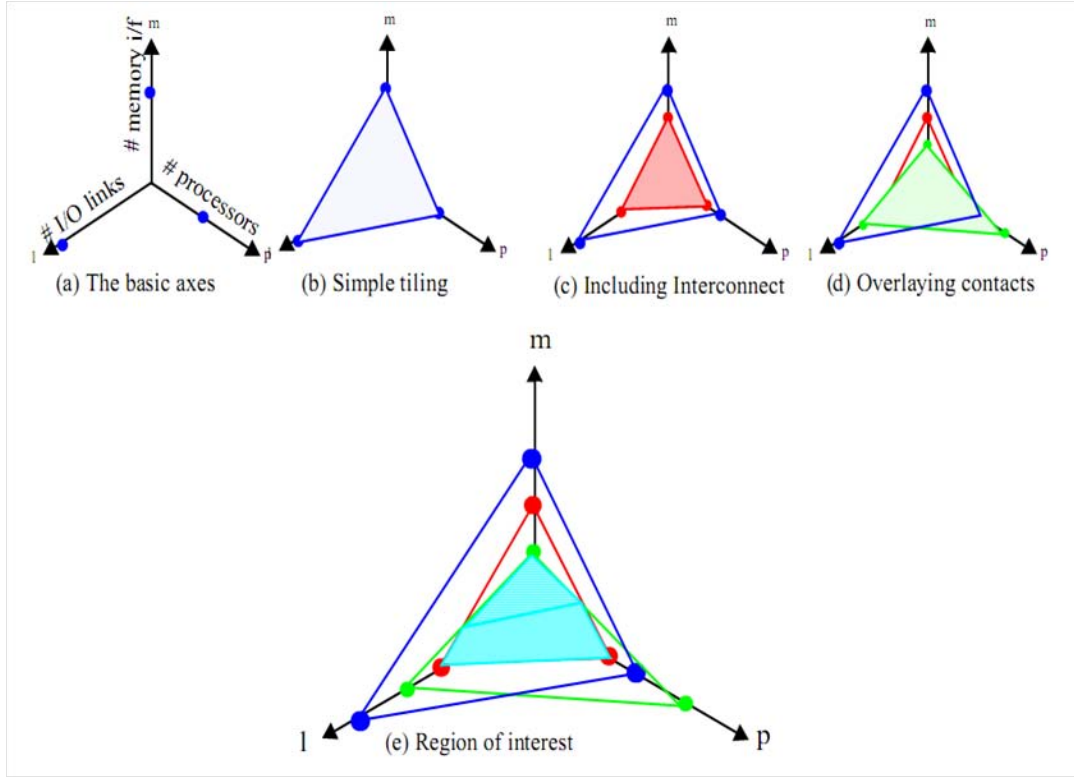 m
# memory i/f
# I/O links
# processors
l
p
(a) The basic axes
m
l
p
(b) Simple tiling
m
l
p
(c) Including Interconnect
m
l
p
(d) Overlaying contacts
m
l
p
(e) Region of interest